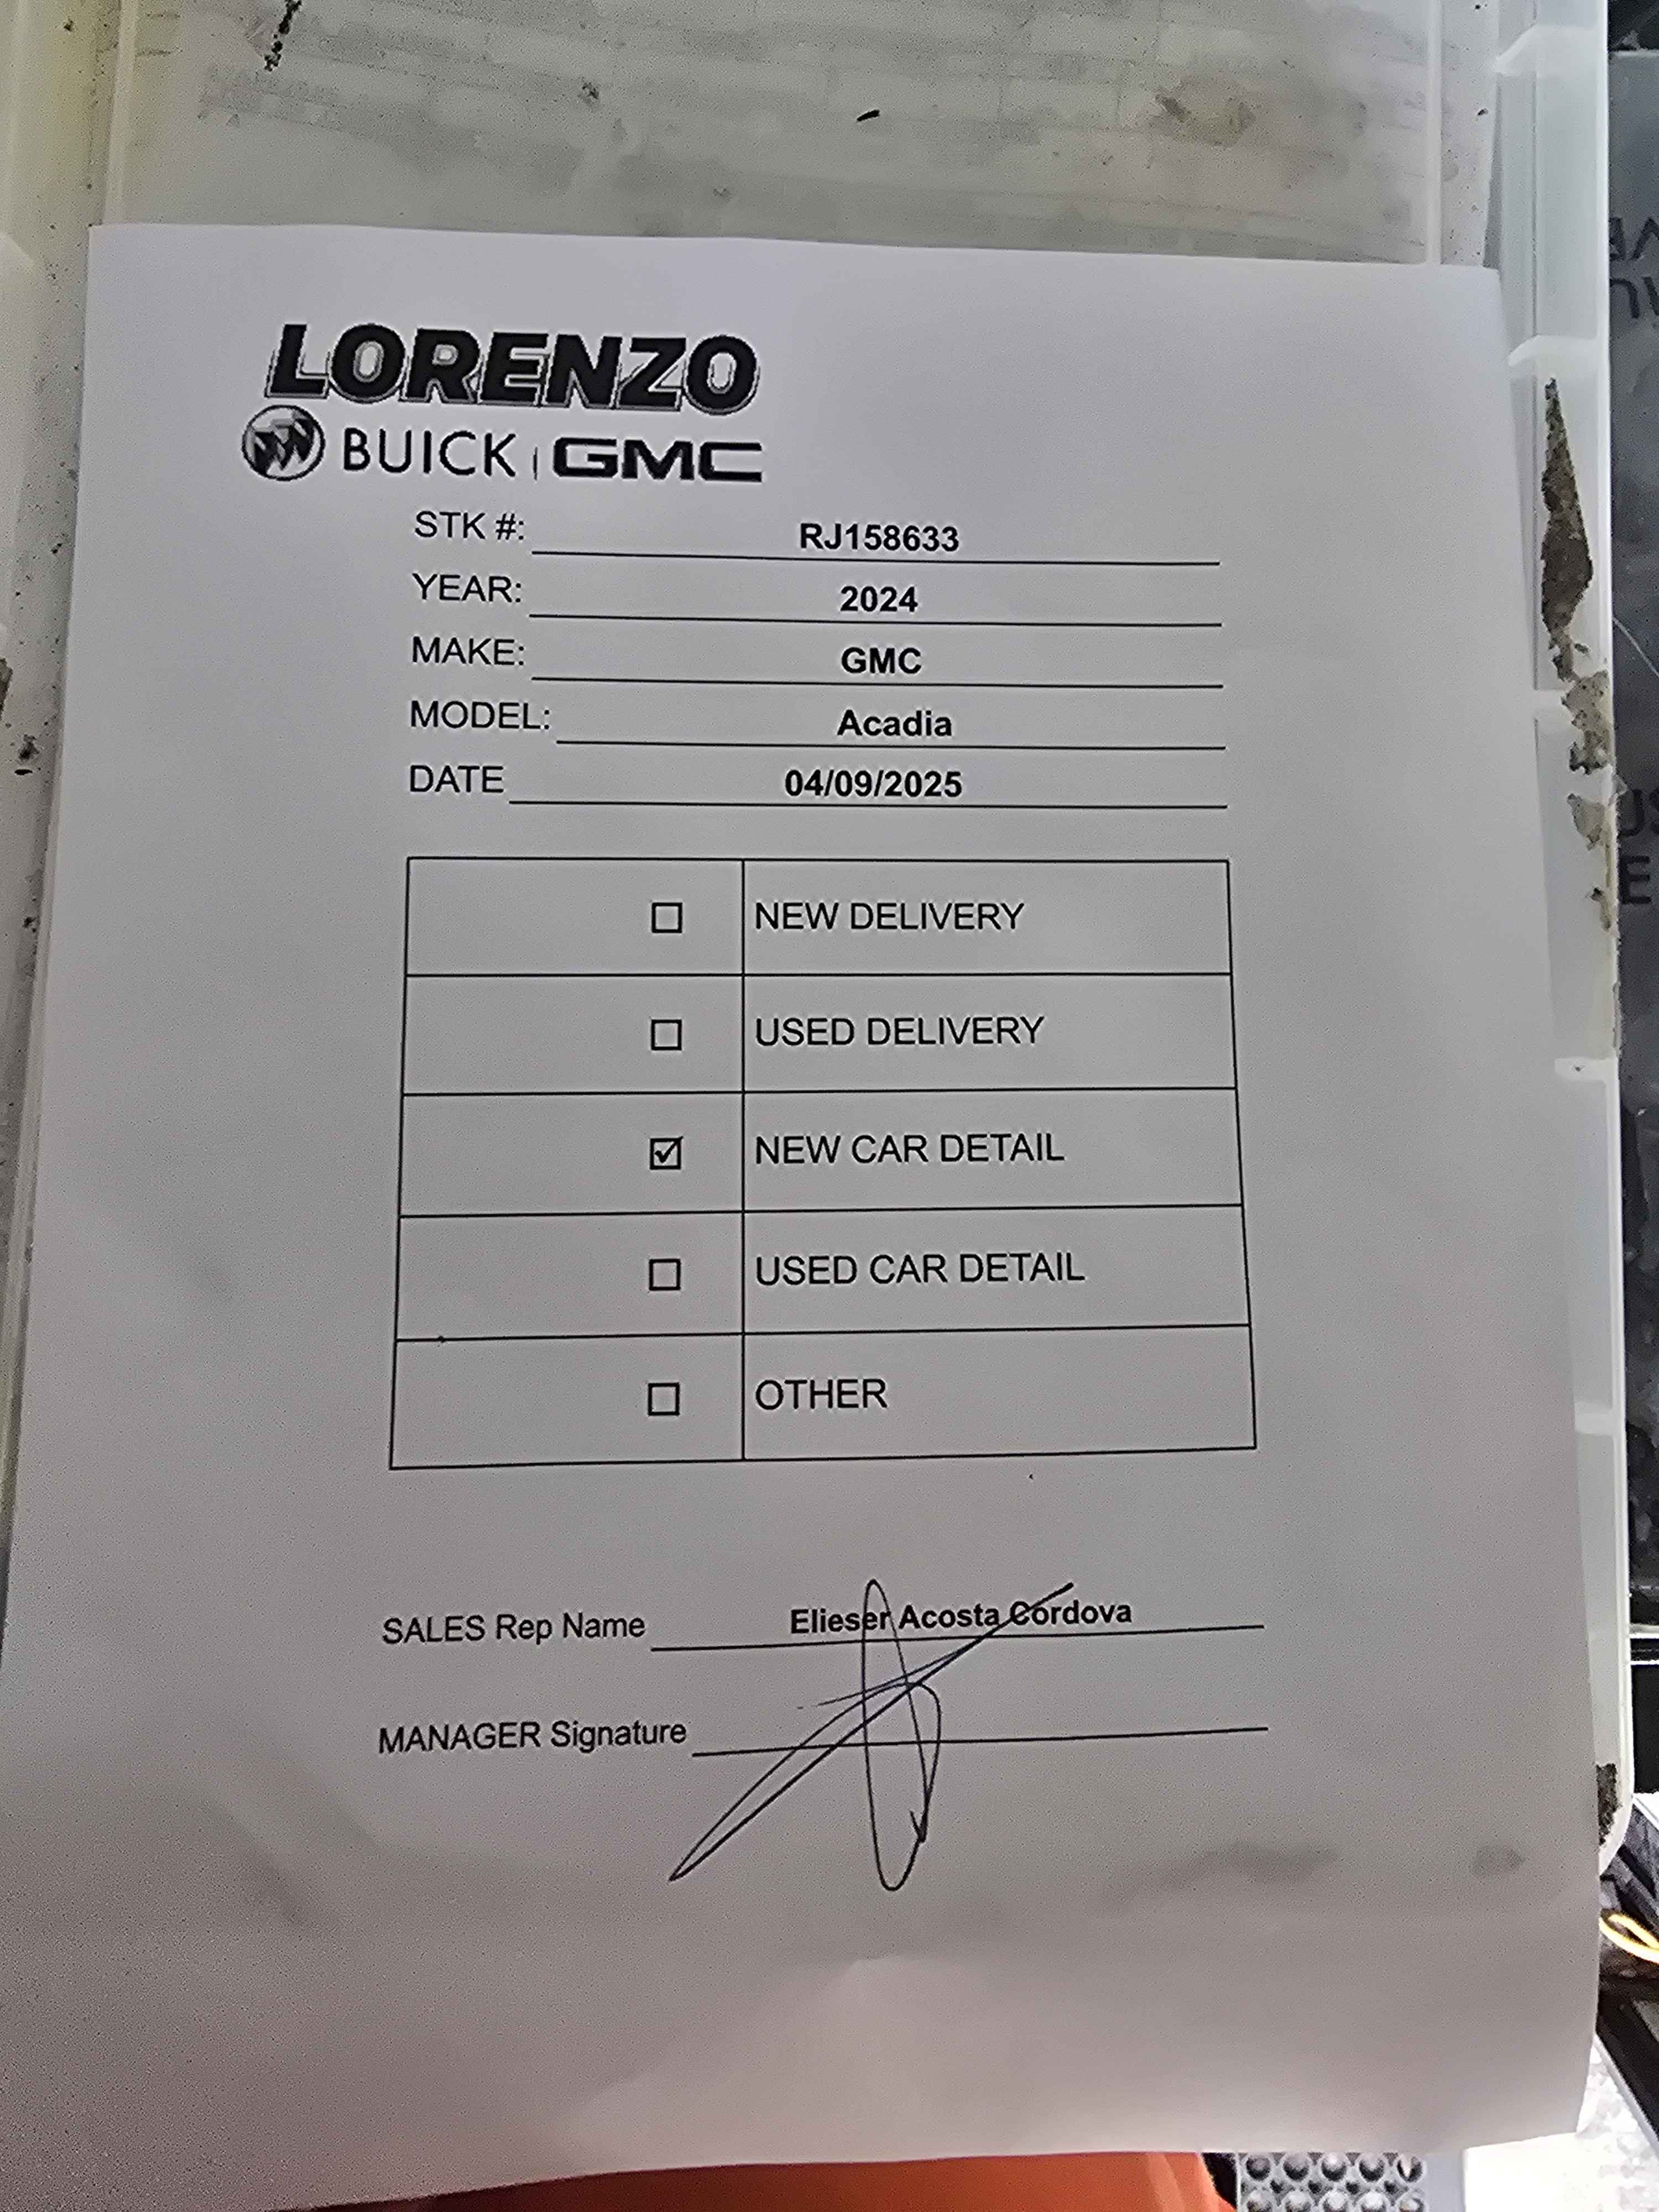 LORENZO
BUICK | GMC
STK #: RJ158633
YEAR: 2024
MAKE: GMC
MODEL: Acadia
DATE 04/09/2025
☐ NEW DELIVERY
☐ USED DELIVERY
☑ NEW CAR DETAIL
☐ USED CAR DETAIL
☐ OTHER
SALES Rep Name Elieser Acosta Cordova
MANAGER Signature